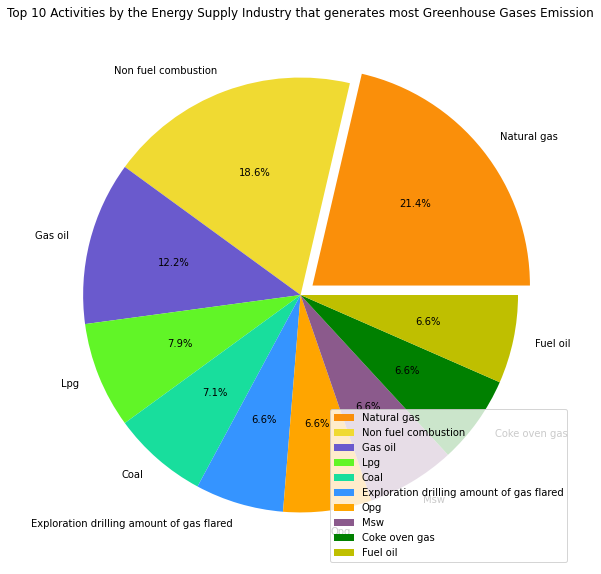 Top 10 Activities by the Energy Supply Industry that generates most Greenhouse Gases Emission
Non fuel combustion
Natural gas
18.6%
21.4%
Gas oil
12.2%
7.9%
6.6%
Fuel oil
Lpg
7.1%
6.6%
6.6%
6.6%
6.6%
Coal
Coke oven gas
Msw
Exploration drilling amount of gas flared
Opg
Natural gas
Non fuel combustion
Gas oil
Lpg
Coal
Exploration drilling amount of gas flared
Opg
Msw
Coke oven gas
Fuel oil